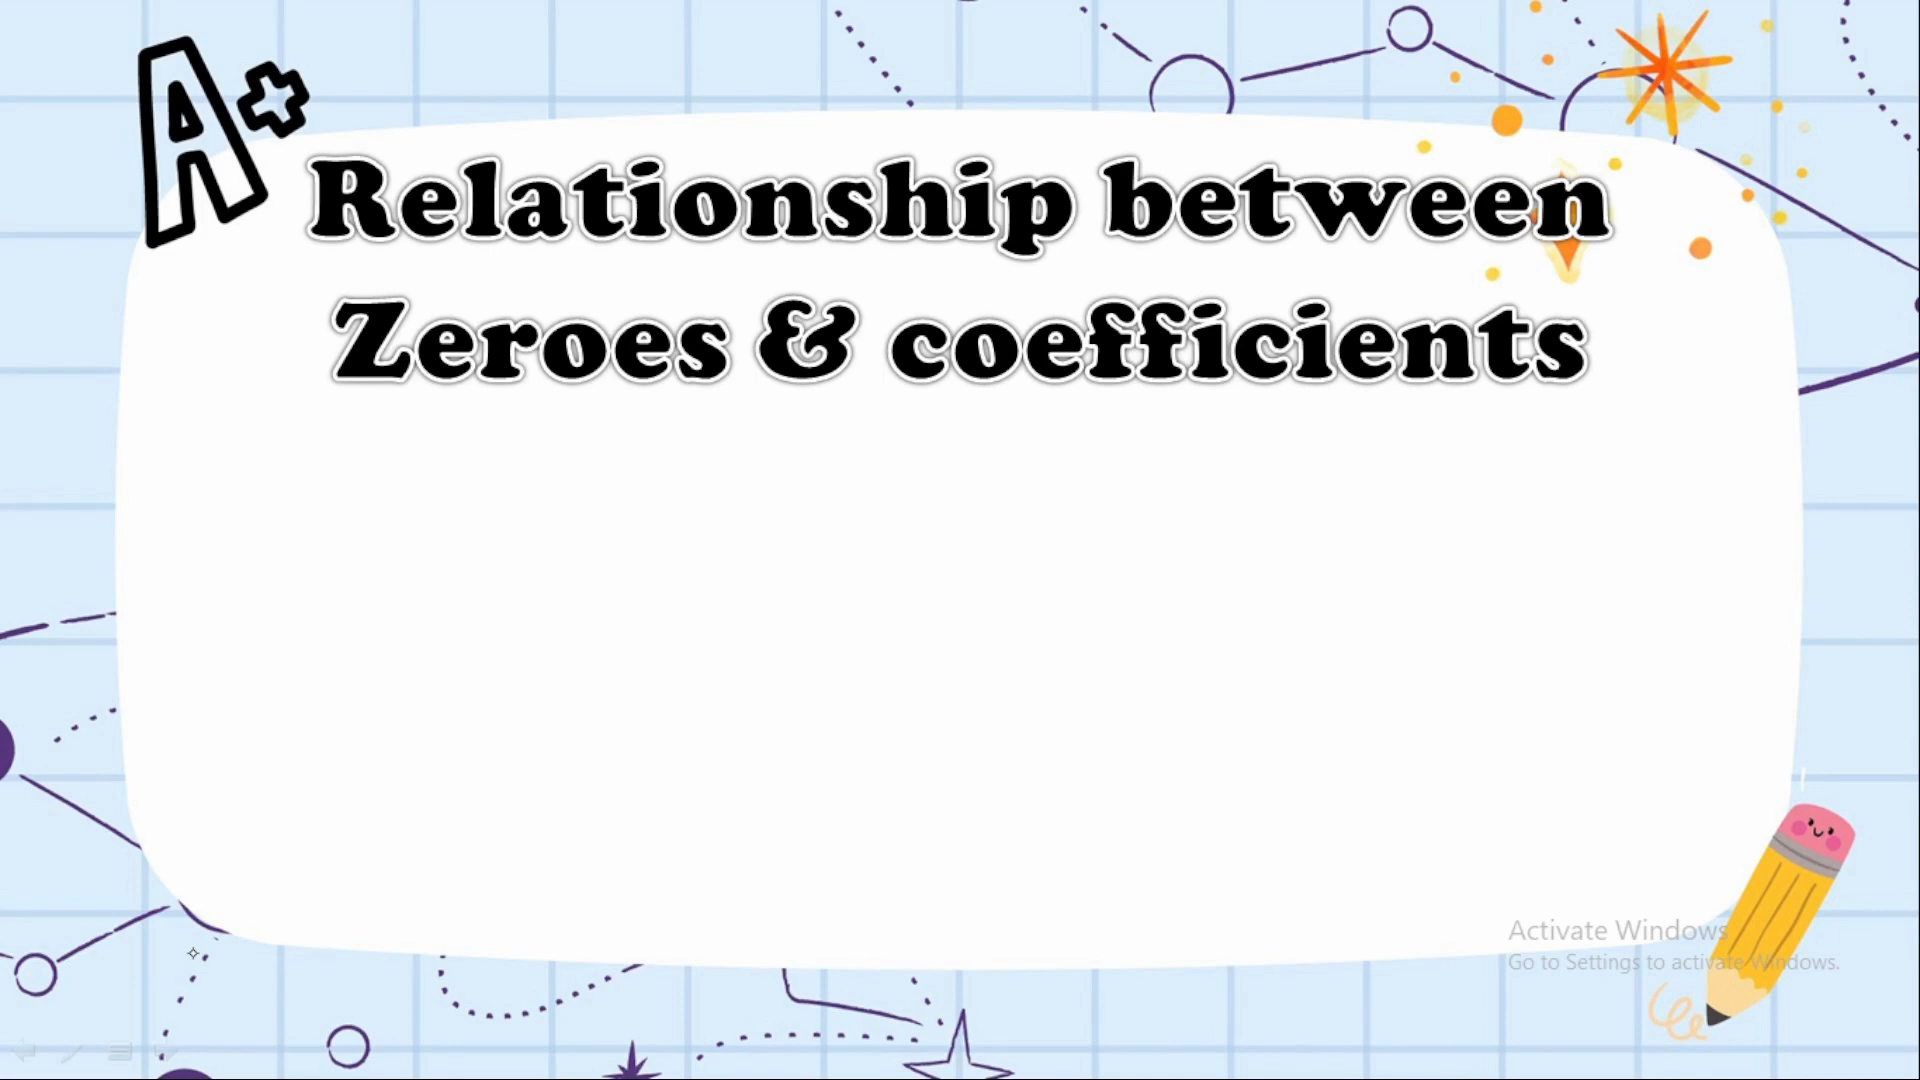 A+
Relationship between
Zeroes & coefficients
Activate Windows
Go to Settings to activate Windows.